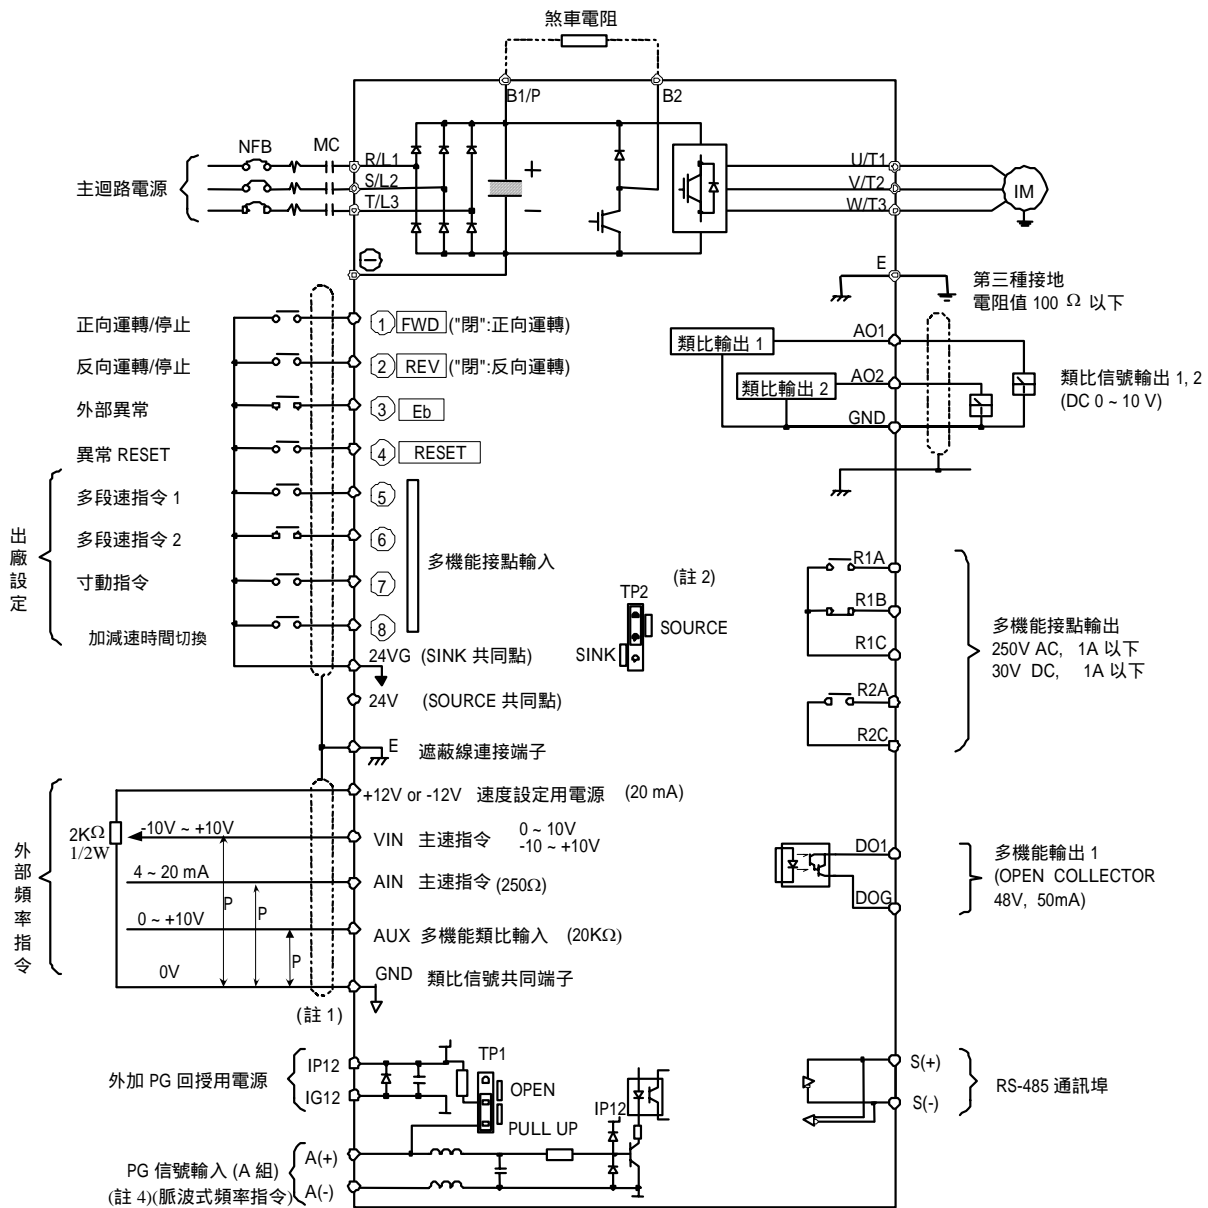 煞車電阻
B1/P
B2
NFB
MC
主迴路電源
R/L1
S/L2
T/L3
+
−
−
U/T1
V/T2
W/T3
IM
E
第三種接地
電阻值 100 Ω 以下
正向運轉/停止
1 FWD ("閉":正向運轉)
反向運轉/停止
2 REV ("閉":反向運轉)
外部異常
3 Eb
異常 RESET
4 RESET
出廠設定
多段速指令 1
5
多段速指令 2
6
寸動指令
7
加減速時間切換
8
多機能接點輸入
24VG (SINK 共同點)
24V (SOURCE 共同點)
E 遮蔽線連接端子
(註 2)
TP2
SOURCE
SINK
類比輸出 1
AO1
類比輸出 2
AO2
GND
類比信號輸出 1, 2
(DC 0 ~ 10 V)
R1A
R1B
R1C
R2A
R2C
多機能接點輸出
250V AC, 1A 以下
30V DC, 1A 以下
外部頻率指令
+12V or -12V 速度設定用電源 (20 mA)
2KΩ
1/2W
-10V ~ +10V
VIN 主速指令
0 ~ 10V
-10 ~ +10V
4 ~ 20 mA
AIN 主速指令 (250Ω)
P
P
0 ~ +10V
AUX 多機能類比輸入 (20KΩ)
P
0V
GND 類比信號共同端子
(註 1)
DO1
DOG
多機能輸出 1
(OPEN COLLECTOR
48V, 50mA)
外加 PG 回授用電源
IP12
IG12
TP1
OPEN
PULL UP
IP12
PG 信號輸入 (A 組)
(註 4)(脈波式頻率指令)
A(+)
A(-)
S(+)
S(-)
RS-485 通訊埠